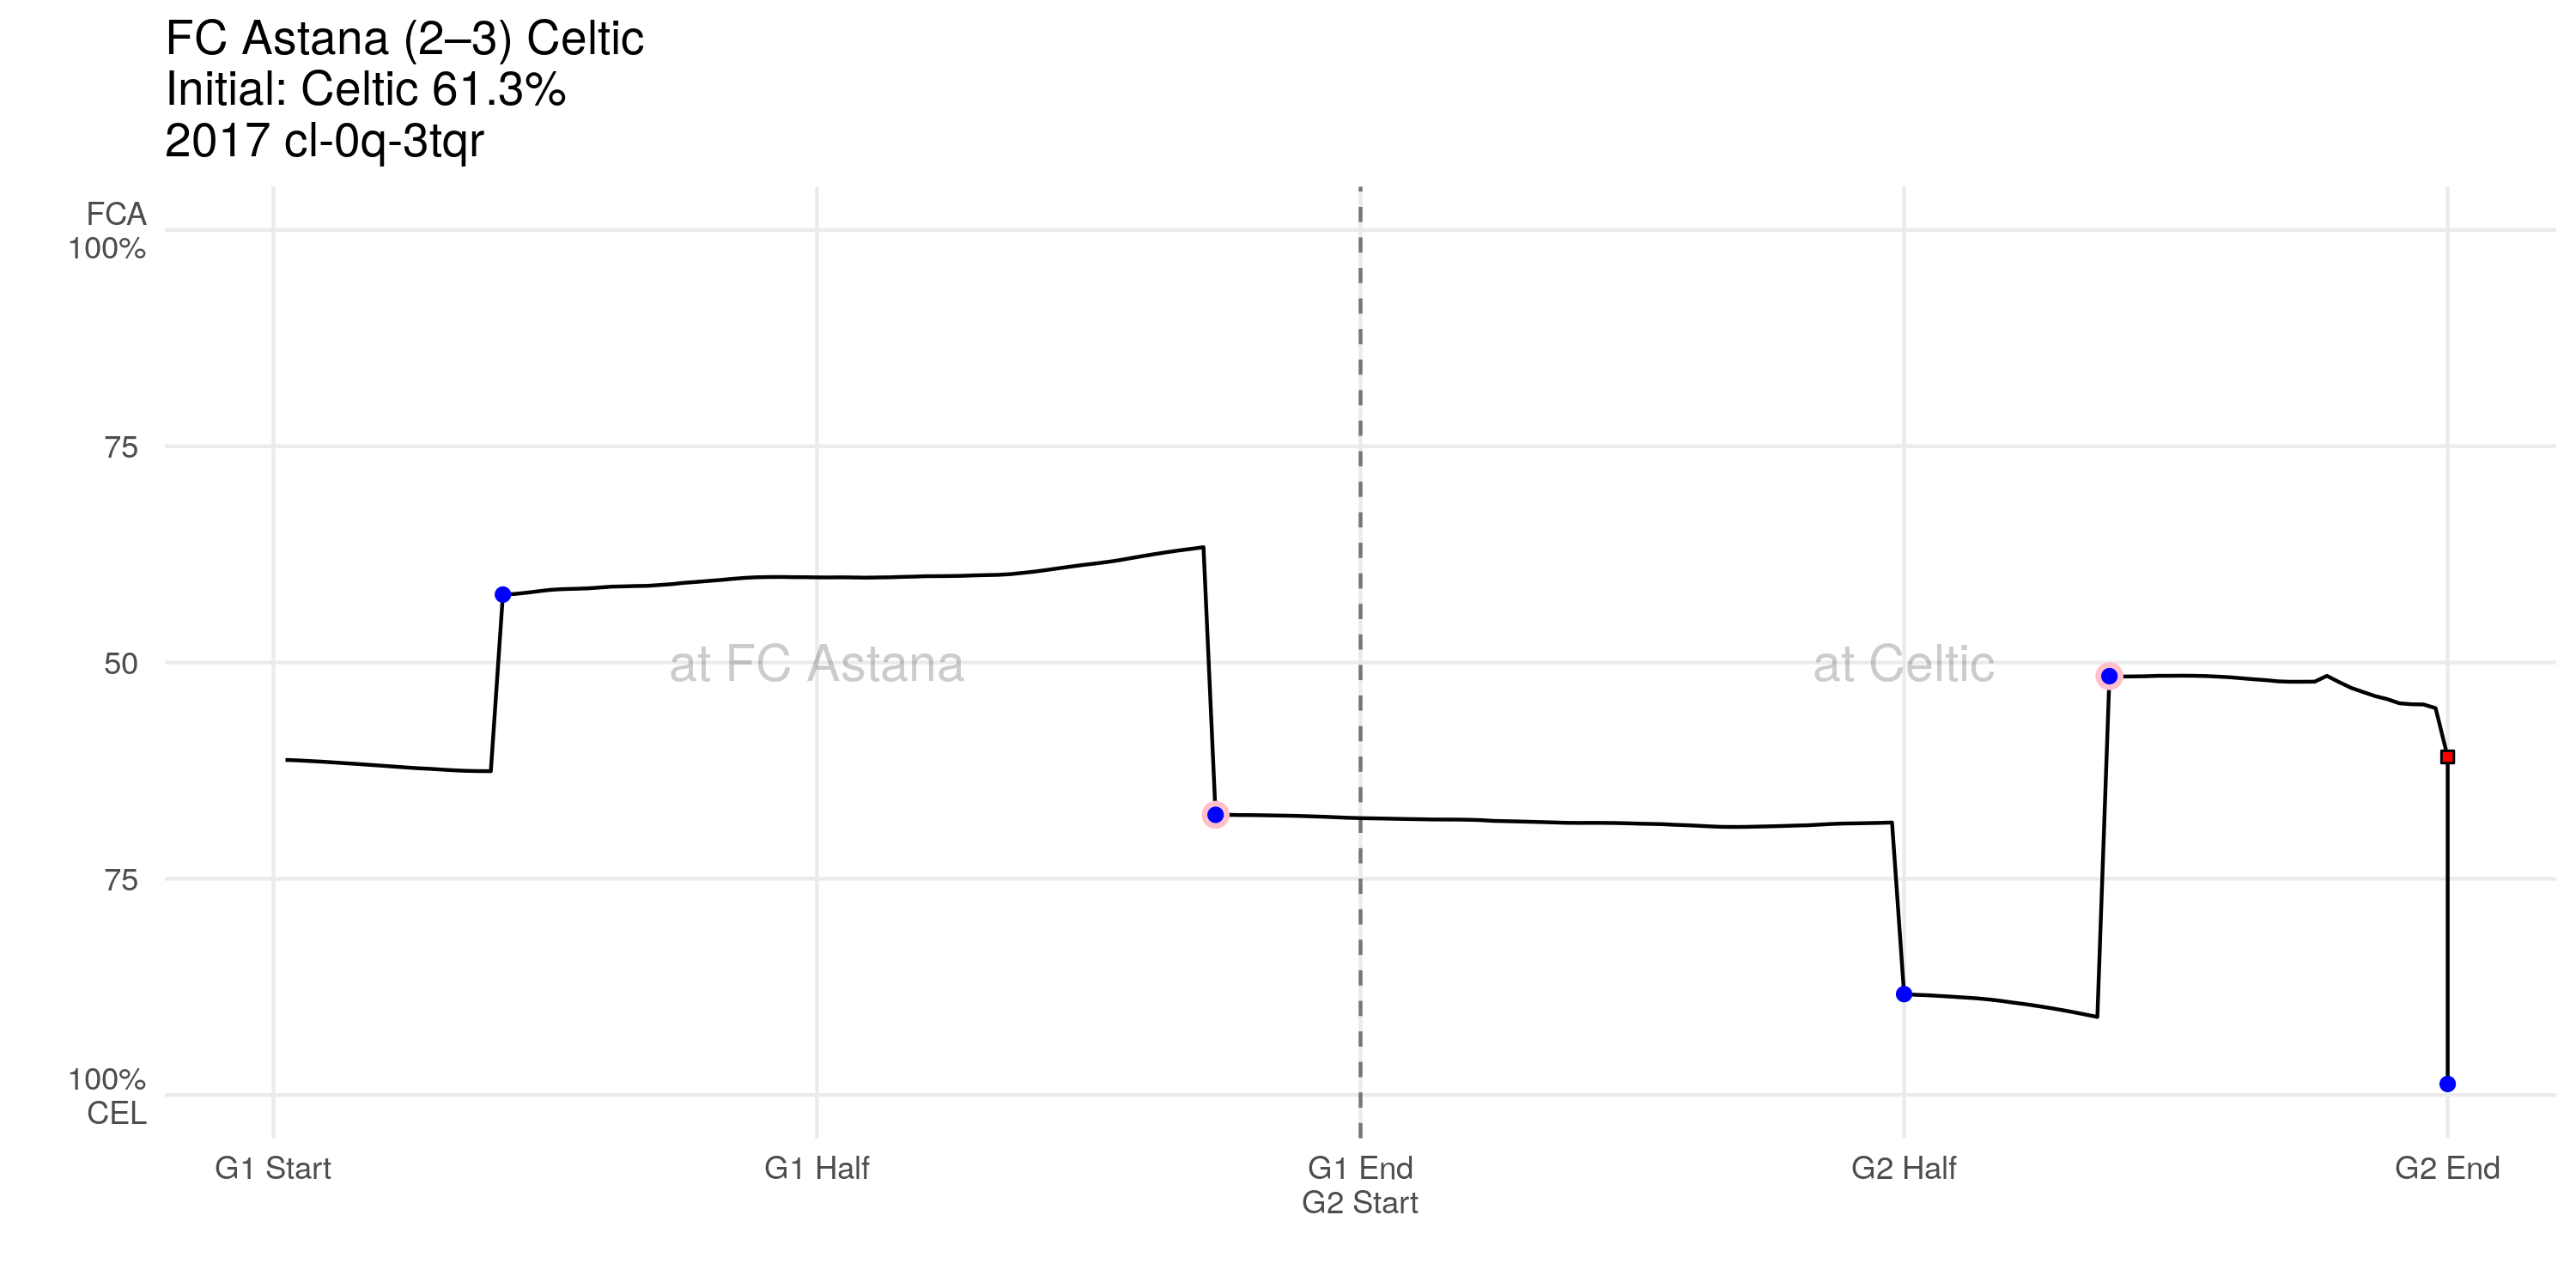 FC Astana (2–3) Celtic
Initial: Celtic 61.3%
2017 cl-0q-3tqr
FCA
100%
75
50
75
100%
CEL
at FC Astana
at Celtic
G1 Start
G1 Half
G1 End
G2 Start
G2 Half
G2 End